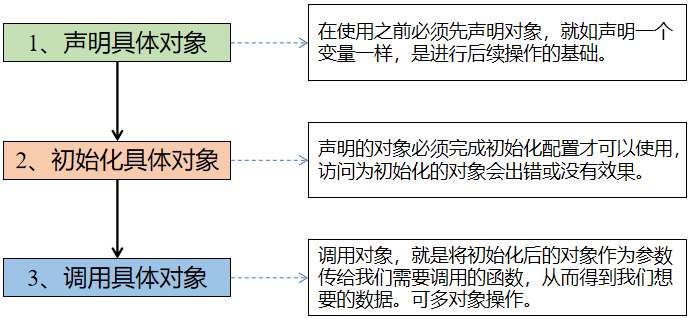 1、声明具体对象
在使用之前必须先声明对象，就如声明一个
变量一样，是进行后续操作的基础。
2、初始化具体对象
声明的对象必须完成初始化配置才可以使用，
访问为初始化的对象会出错或没有效果。
3、调用具体对象
调用对象，就是将初始化后的对象作为参数
传给我们需要调用的函数，从而得到我们想
要的数据。可多对象操作。